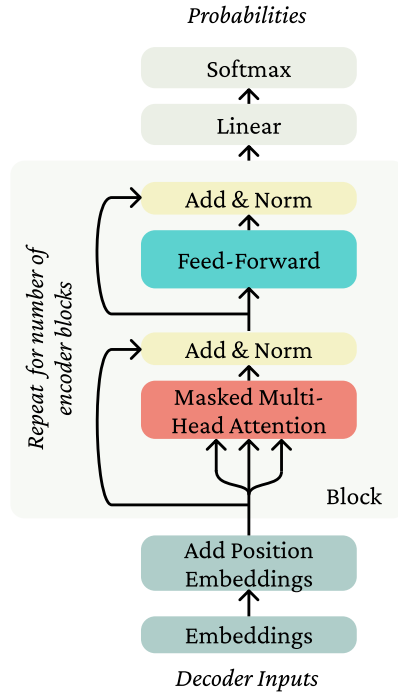 Probabilities
Softmax
Linear
Add & Norm
Feed-Forward
Repeat for number of
encoder blocks
Add & Norm
Masked Multi-
Head Attention
Block
Add Position
Embeddings
Embeddings
Decoder Inputs